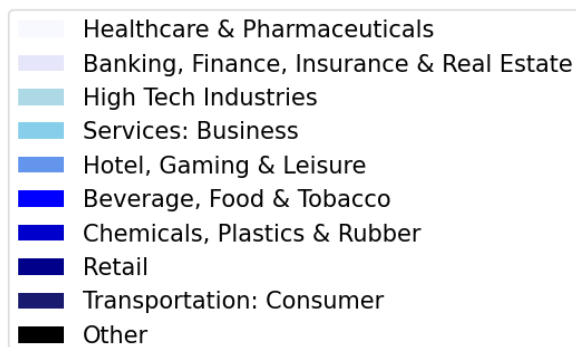 Healthcare & Pharmaceuticals
Banking, Finance, Insurance & Real Estate
High Tech Industries
Services: Business
Hotel, Gaming & Leisure
Beverage, Food & Tobacco
Chemicals, Plastics & Rubber
Retail
Transportation: Consumer
Other